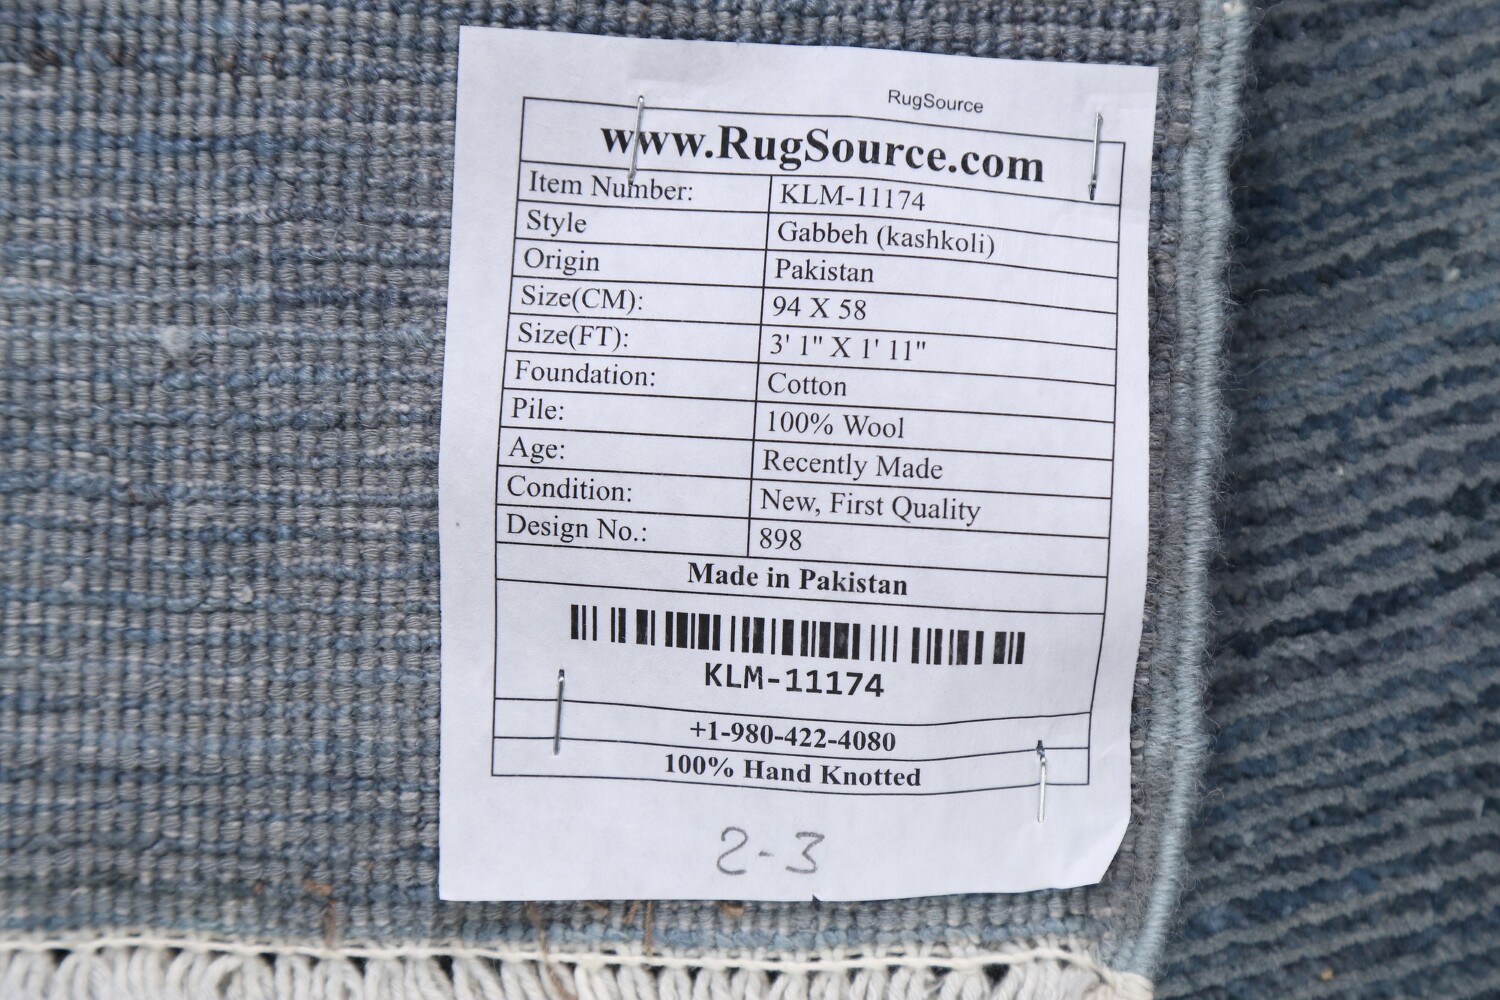 RugSource
www.RugSource.com
Item Number: KLM-11174
Style Gabbeh (kashkoli)
Origin Pakistan
Size(CM): 94 X 58
Size(FT): 3' 1" X 1' 11"
Foundation: Cotton
Pile: 100% Wool
Age: Recently Made
Condition: New, First Quality
Design No.: 898
Made in Pakistan
KLM-11174
+1-980-422-4080
100% Hand Knotted
2-3